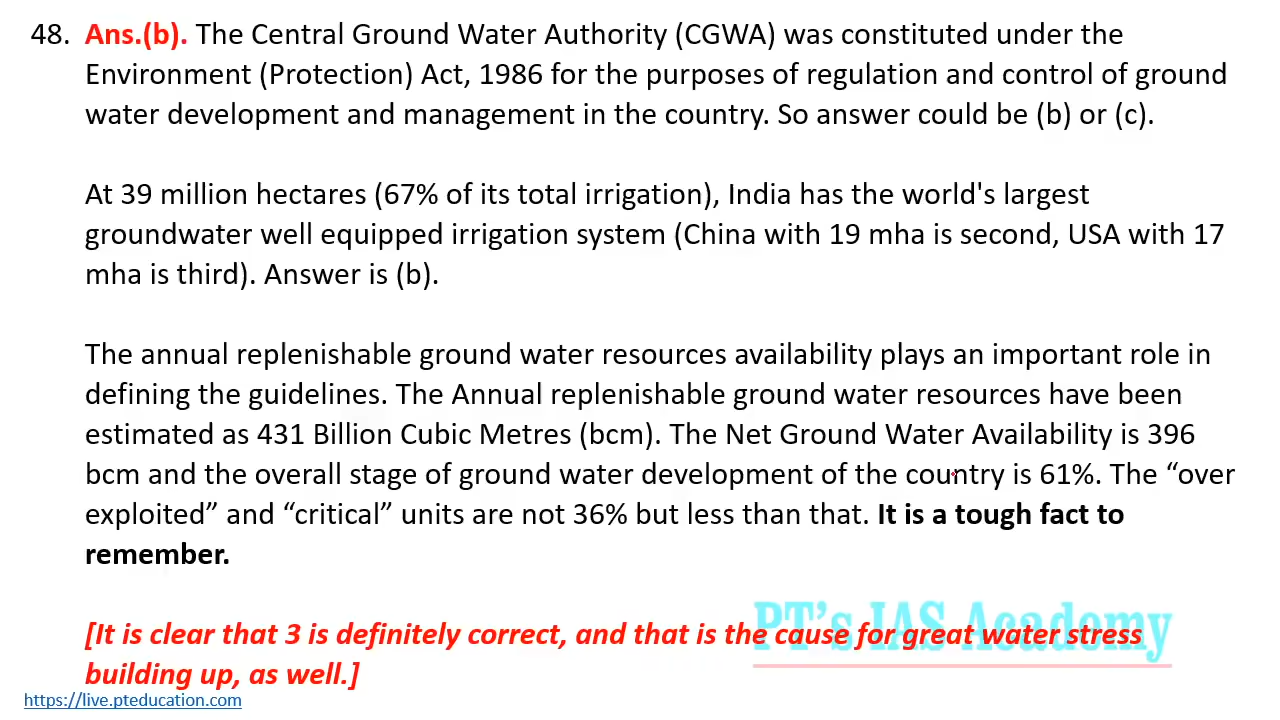 48. Ans.(b). The Central Ground Water Authority (CGWA) was constituted under the
Environment (Protection) Act, 1986 for the purposes of regulation and control of ground
water development and management in the country. So answer could be (b) or (c).
At 39 million hectares (67% of its total irrigation), India has the world's largest
groundwater well equipped irrigation system (China with 19 mha is second, USA with 17
mha is third). Answer is (b).
The annual replenishable ground water resources availability plays an important role in
defining the guidelines. The Annual replenishable ground water resources have been
estimated as 431 Billion Cubic Metres (bcm). The Net Ground Water Availability is 396
bcm and the overall stage of ground water development of the country is 61%. The “over
exploited” and “critical” units are not 36% but less than that. It is a tough fact to
remember.
PT's IAS Academy
[It is clear that 3 is definitely correct, and that is the cause for great water stress
building up, as well.]
https://live.pteducation.com